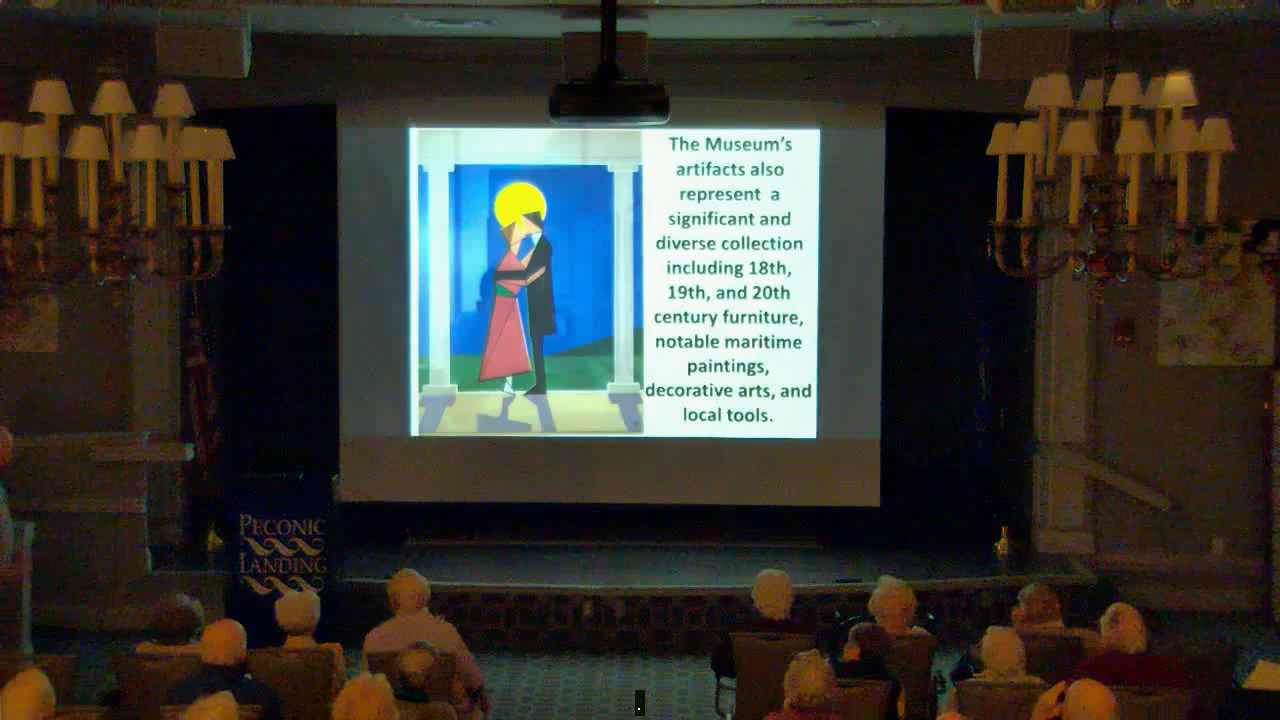 The Museum's
artifacts also
represent a
significant and
diverse collection
including 18th,
19th, and 20th
century furniture,
notable maritime
paintings,
decorative arts, and
local tools.
PECONIC
LANDING